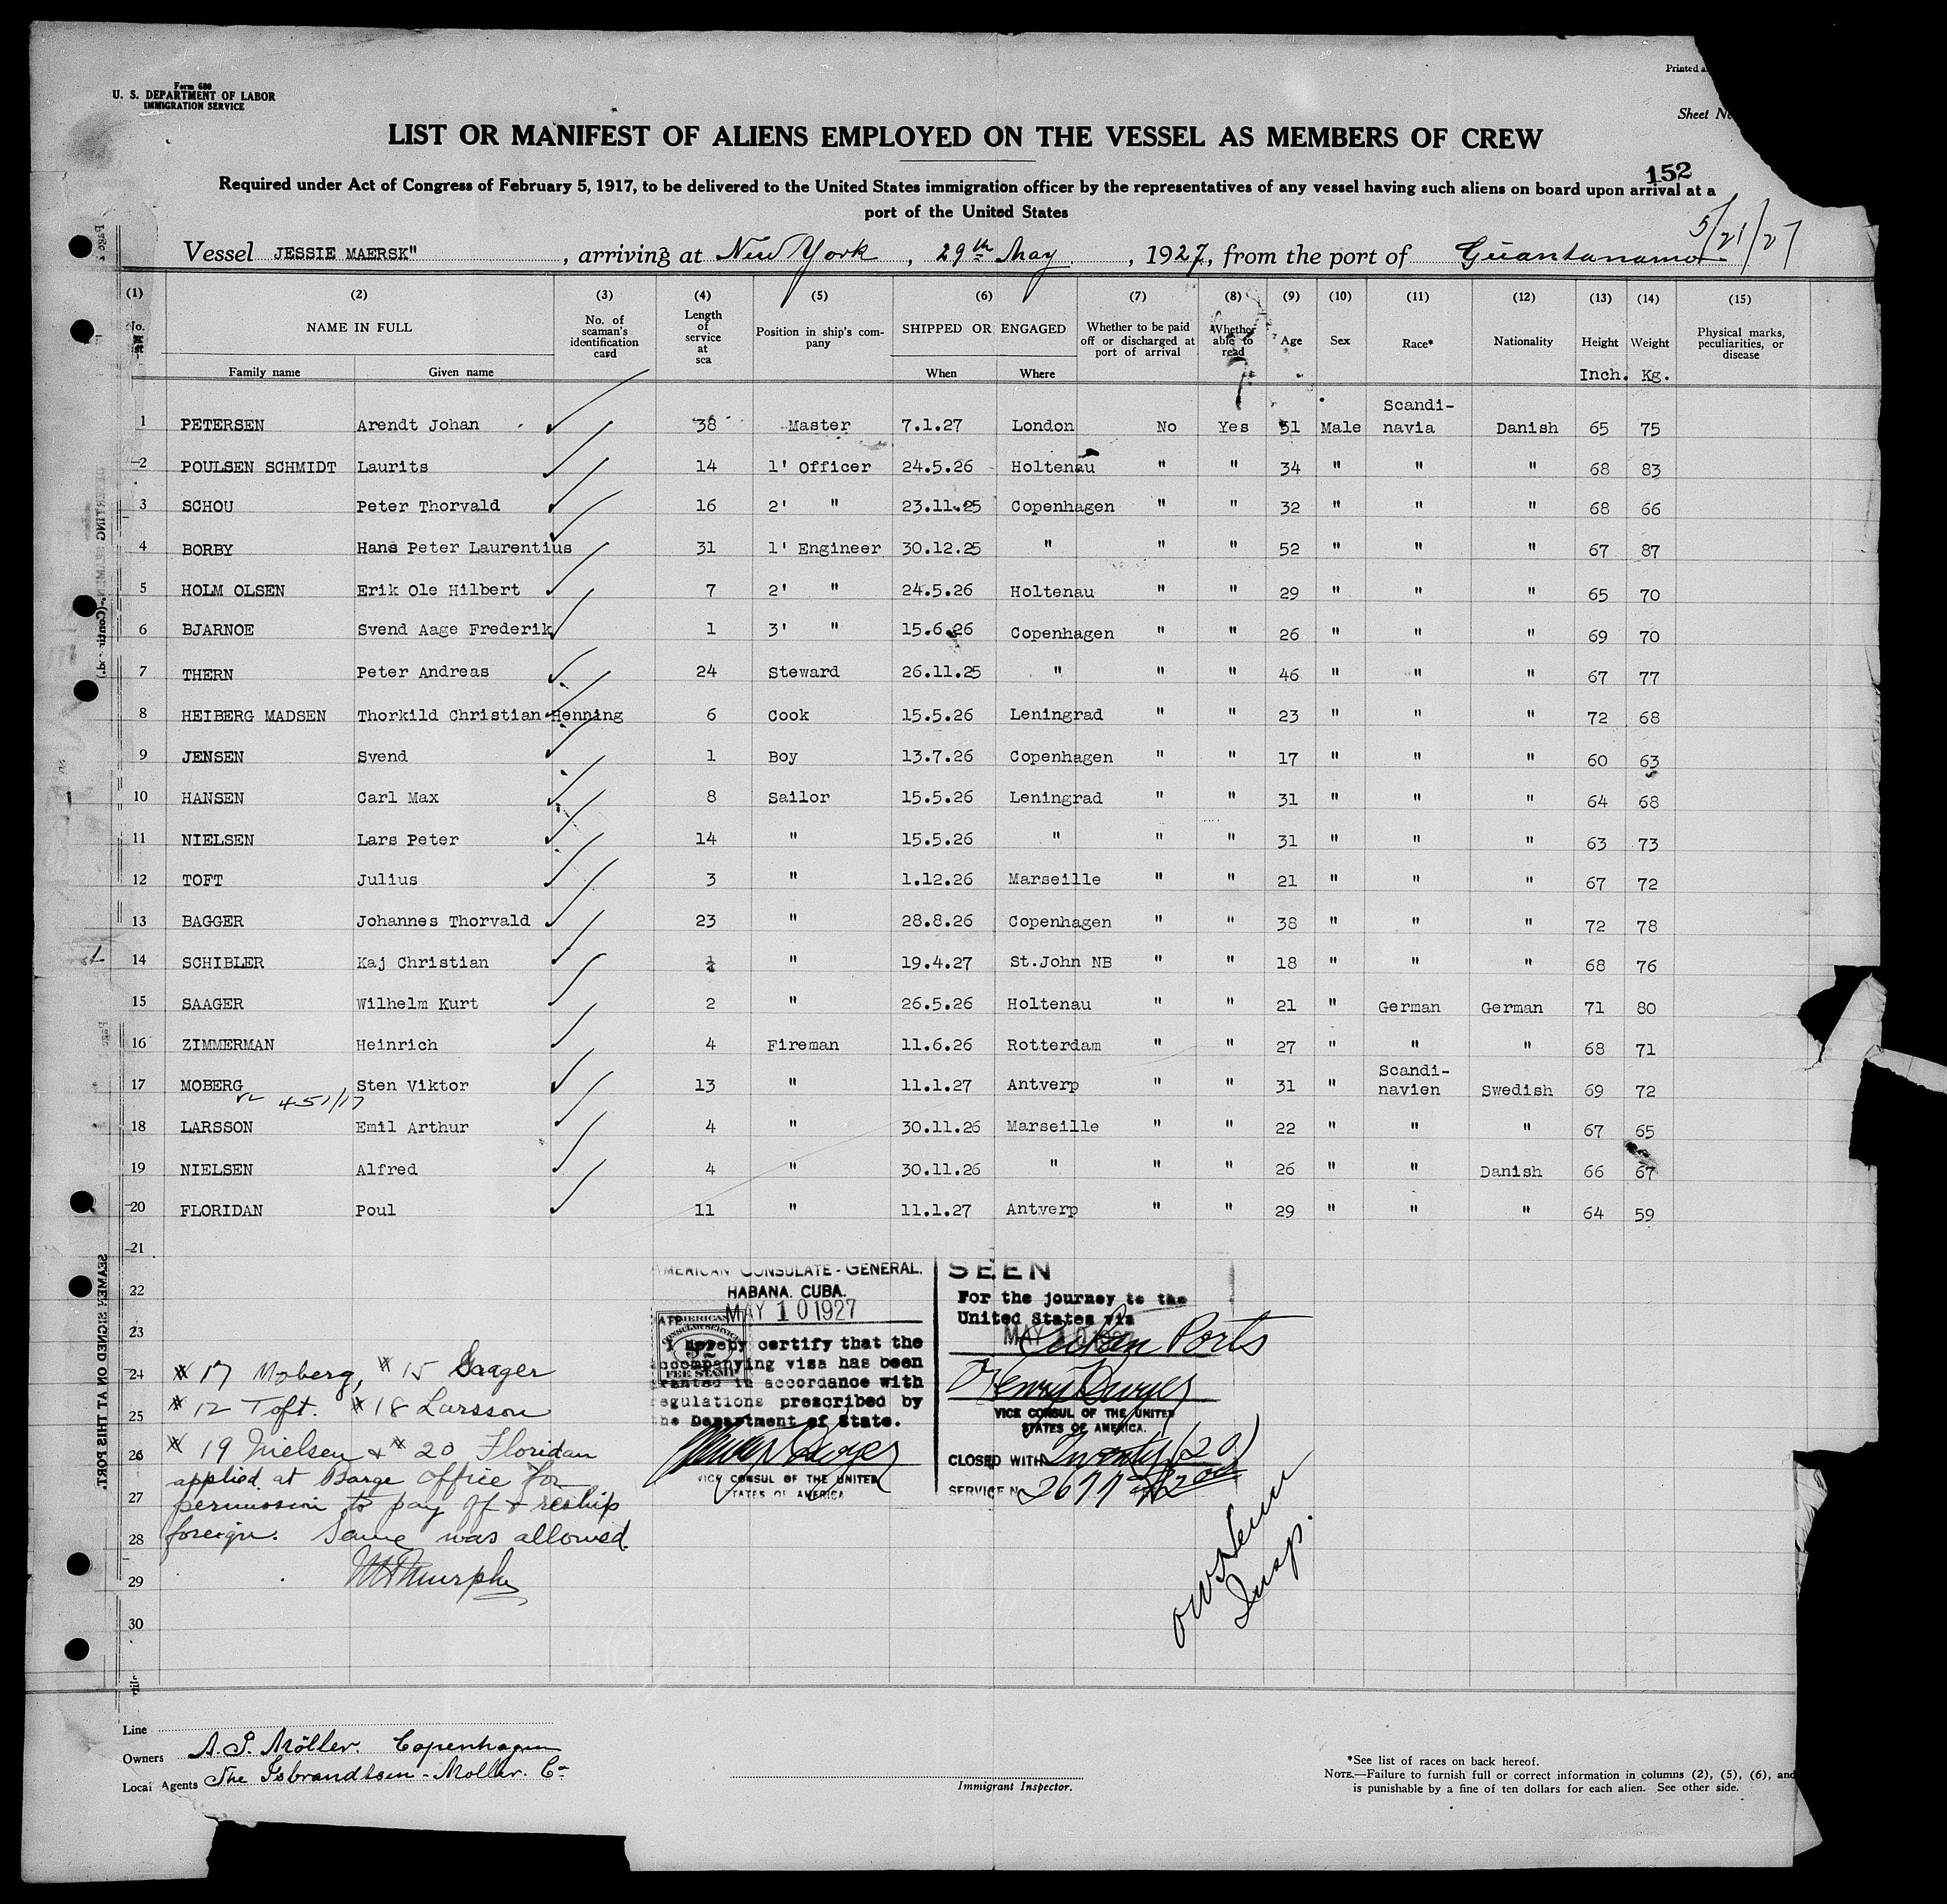 Form 680
U. S. DEPARTMENT OF LABOR
IMMIGRATION SERVICE
Printed
Sheet No
LIST OR MANIFEST OF ALIENS EMPLOYED ON THE VESSEL AS MEMBERS OF CREW
152
Required under Act of Congress of February 5, 1917, to be delivered to the United States immigration officer by the representatives of any vessel having such aliens on board upon arrival at a
port of the United States
5/21/27
Vessel JESSIE MAERSK" , arriving at New York , 29th May , 1927, from the port of Guantanamo
(1) (2) (3) (4) (5) (6) (7) (8) (9) (10) (11) (12) (13) (14) (15)
No. NAME IN FULL No. of seaman's identification card Length of service at sea Position in ship's company SHIPPED OR ENGAGED Whether to be paid off or discharged at port of arrival Whether able to read Age Sex Race* Nationality Height Weight Physical marks, peculiarities, or disease
Family name Given name When Where Inch. Kg.
1 PETERSEN Arendt Johan 38 Master 7.1.27 London No Yes 51 Male Scandi-navia Danish 65 75
2 POULSEN SCHMIDT Laurits 14 1' Officer 24.5.26 Holtenau " " 34 " " " 68 83
3 SCHOU Peter Thorvald 16 2' " 23.11.25 Copenhagen " " 32 " " " 68 66
4 BORBY Hans Peter Laurentius 31 1' Engineer 30.12.25 " " " 52 " " " 67 87
5 HOLM OLSEN Erik Ole Hilbert 7 2' " 24.5.26 Holtenau " " 29 " " " 65 70
6 BJARNOE Svend Aage Frederik 1 3' " 15.6.26 Copenhagen " " 26 " " " 69 70
7 THERN Peter Andreas 24 Steward 26.11.25 " " " 46 " " " 67 77
8 HEIBERG MADSEN Thorkild Christian Henning 6 Cook 15.5.26 Leningrad " " 23 " " " 72 68
9 JENSEN Svend 1 Boy 13.7.26 Copenhagen " " 17 " " " 60 63
10 HANSEN Carl Max 8 Sailor 15.5.26 Leningrad " " 31 " " " 64 68
11 NIELSEN Lars Peter 14 " 15.5.26 " " " 31 " " " 63 73
12 TOFT Julius 3 " 1.12.26 Marseille " " 21 " " " 67 72
13 BAGGER Johannes Thorvald 23 " 28.8.26 Copenhagen " " 38 " " " 72 78
14 SCHIBLER Kaj Christian " 19.4.27 St.John NB " " 18 " " " 68 76
15 SAAGER Wilhelm Kurt 2 " 26.5.26 Holtenau " " 21 " German German 71 80
16 ZIMMERMAN Heinrich 4 Fireman 11.6.26 Rotterdam " " 27 " " " 68 71
17 MOBERG Sten Viktor 13 " 11.1.27 Antverp " " 31 " Scandi-navien Swedish 69 72
451/17
18 LARSSON Emil Arthur 4 " 30.11.26 Marseille " " 22 " " " 67 65
19 NIELSEN Alfred 4 " 30.11.26 " " " 26 " " Danish 66 67
20 FLORIDAN Poul 11 " 11.1.27 Antverp " " 29 " " " 64 59
21
22
23
24
25
26
27
28
29
30
# 17 Moberg, # 15 Saager
# 12 Toft. # 18 Larsson
# 19 Nielsen & # 20 Floridan
applied at Barge Office for
permission to pay off & reship
foreign. Same was allowed.
Murphy
AMERICAN CONSULATE-GENERAL.
HABANA. CUBA.
MAY 10 1927
AMERICAN
CONSULAR SERVICE
FEE STAMP
I hereby certify that the
accompanying visa has been
granted in accordance with
regulations prescribed by
the Department of State.
VICE CONSUL OF THE UNITED
STATES OF AMERICA
SEEN
For the journey to the
United States via
Cuban Ports
VICE CONSUL OF THE UNITED
STATES OF AMERICA.
CLOSED WITH Twenty (20)
SERVICE N 2677
Insp.
SEAMEN SIGNED ON AT THIS PORT.
Line
Owners A. P. Möller. Copenhagen
Local Agents The Isbrandtsen-Moller. Co
Immigrant Inspector.
*See list of races on back hereof.
NOTE.—Failure to furnish full or correct information in columns (2), (5), (6), and
is punishable by a fine of ten dollars for each alien. See other side.